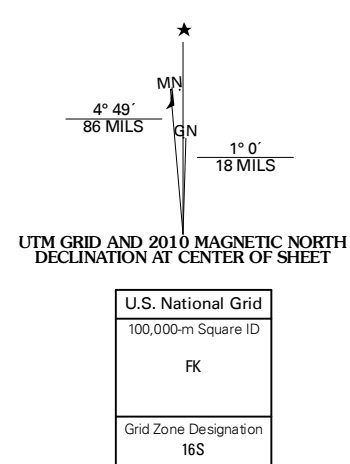 MN
4° 49´
86 MILS
GN
1° 0´
18 MILS
UTM GRID AND 2010 MAGNETIC NORTH
DECLINATION AT CENTER OF SHEET
U.S. National Grid
100,000-m Square ID
FK
Grid Zone Designation
16S